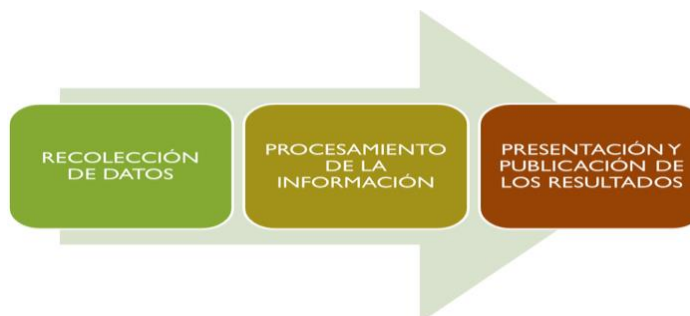 RECOLECCIÓN
DE DATOS
PROCESAMIENTO
DE LA
INFORMACIÓN
PRESENTACIÓN Y
PUBLICACIÓN DE
LOS RESULTADOS